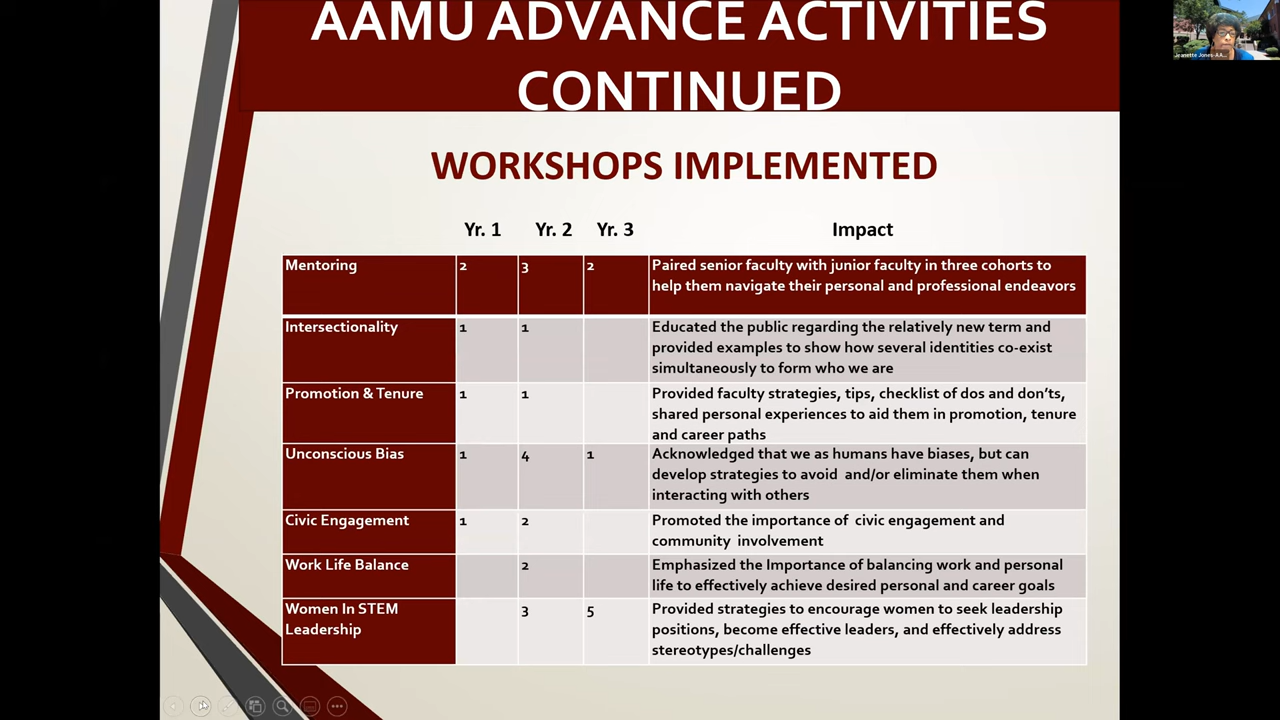 AAMU ADVANCE ACTIVITIES
CONTINUED
WORKSHOPS IMPLEMENTED
Yr. 1 Yr. 2 Yr. 3 Impact
Mentoring 2 3 2 Paired senior faculty with junior faculty in three cohorts to
help them navigate their personal and professional endeavors
Intersectionality 1 1 Educated the public regarding the relatively new term and
provided examples to show how several identities co-exist
simultaneously to form who we are
Promotion & Tenure 1 1 Provided faculty strategies, tips, checklist of dos and don’ts,
shared personal experiences to aid them in promotion, tenure
and career paths
Unconscious Bias 1 4 1 Acknowledged that we as humans have biases, but can
develop strategies to avoid and/or eliminate them when
interacting with others
Civic Engagement 1 2 Promoted the importance of civic engagement and
community involvement
Work Life Balance 2 Emphasized the Importance of balancing work and personal
life to effectively achieve desired personal and career goals
Women In STEM 3 5 Provided strategies to encourage women to seek leadership
Leadership positions, become effective leaders, and effectively address
stereotypes/challenges
Jeanette Jones-AA...